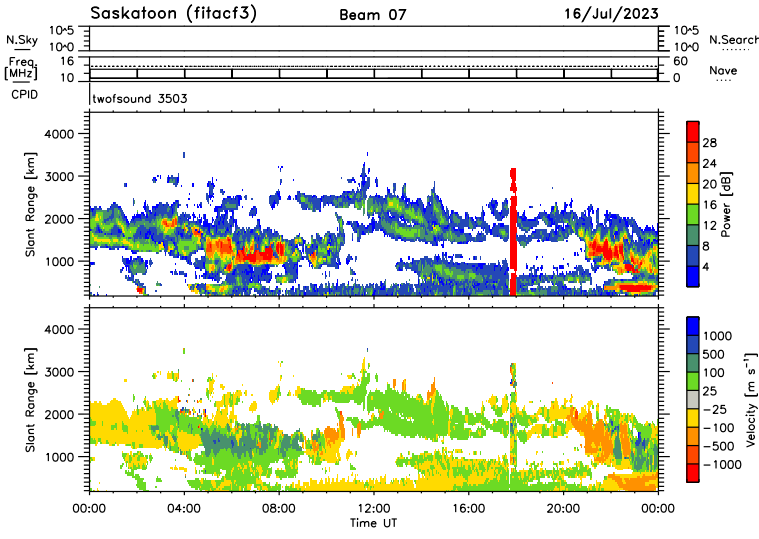 Saskatoon (fitacf3) Beam 07 16/Jul/2023
N.Sky 10^5 10^0 10^5 10^0 N.Search
Freq. [MHz] 16 10 60 0 Nave
CPID twofsound 3503
Slant Range [km] 4000 3000 2000 1000
Power [dB] 28 24 20 16 12 8 4
Slant Range [km] 4000 3000 2000 1000
Velocity [m s⁻¹] 1000 500 100 25 −25 −100 −500 −1000
00:00 04:00 08:00 12:00 16:00 20:00 00:00
Time UT